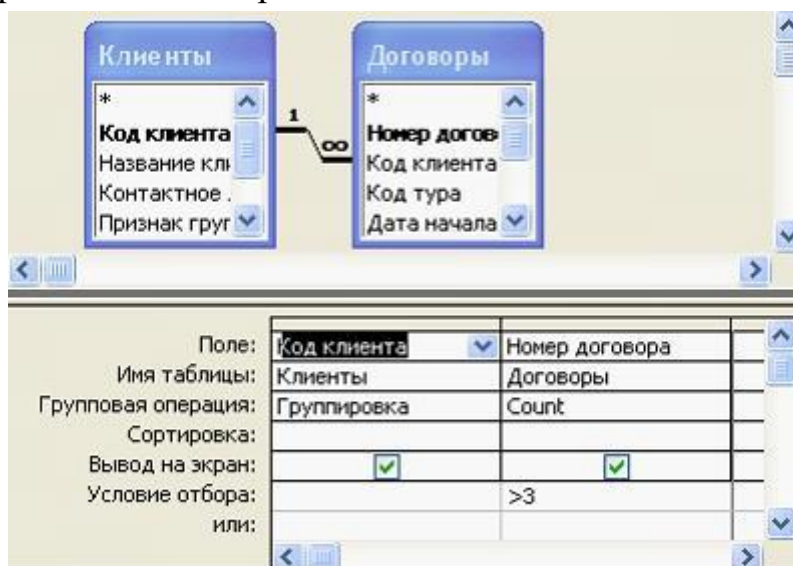 Клиенты Договоры
* *
Код клиента 1 Номер догов
Название кли ∞ Код клиента
Контактное . Код тура
Признак груг Дата начала
Поле: Код клиента Номер договора
Имя таблицы: Клиенты Договоры
Групповая операция: Группировка Count
Сортировка:
Вывод на экран:
Условие отбора: >3
или: